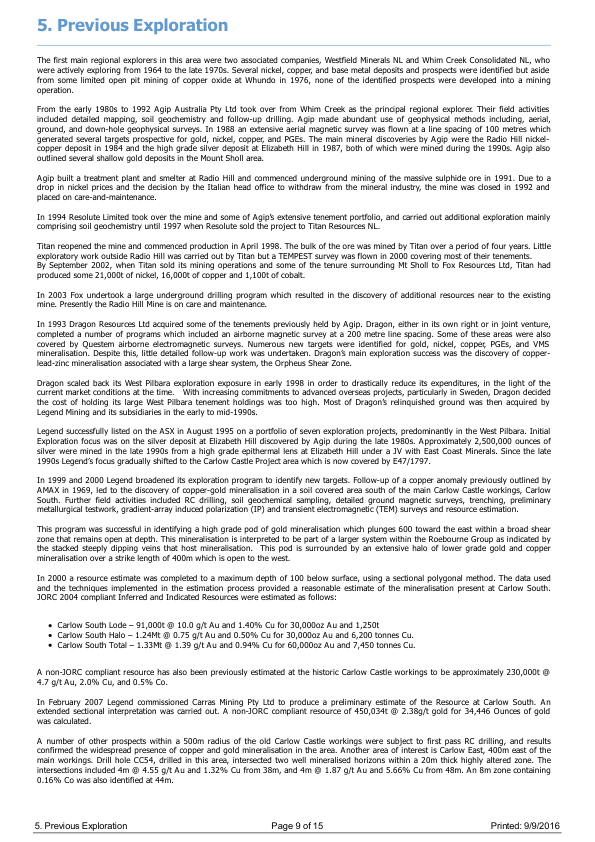 5. Previous Exploration
The first main regional explorers in this area were two associated companies, Westfield Minerals NL and Whim Creek Consolidated NL, who
were actively exploring from 1964 to the late 1970s. Several nickel, copper, and base metal deposits and prospects were identified but aside
from some limited open pit mining of copper oxide at Whundo in 1976, none of the identified prospects were developed into a mining
operation.
From the early 1980s to 1992 Agip Australia Pty Ltd took over from Whim Creek as the principal regional explorer. Their field activities
included detailed mapping, soil geochemistry and follow-up drilling. Agip made abundant use of geophysical methods including, aerial,
ground, and down-hole geophysical surveys. In 1988 an extensive aerial magnetic survey was flown at a line spacing of 100 metres which
generated several targets prospective for gold, nickel, copper, and PGEs. The main mineral discoveries by Agip were the Radio Hill nickel-
copper deposit in 1984 and the high grade silver deposit at Elizabeth Hill in 1987, both of which were mined during the 1990s. Agip also
outlined several shallow gold deposits in the Mount Sholl area.
Agip built a treatment plant and smelter at Radio Hill and commenced underground mining of the massive sulphide ore in 1991. Due to a
drop in nickel prices and the decision by the Italian head office to withdraw from the mineral industry, the mine was closed in 1992 and
placed on care-and-maintenance.
In 1994 Resolute Limited took over the mine and some of Agip's extensive tenement portfolio, and carried out additional exploration mainly
comprising soil geochemistry until 1997 when Resolute sold the project to Titan Resources NL.
Titan reopened the mine and commenced production in April 1998. The bulk of the ore was mined by Titan over a period of four years. Little
exploratory work outside Radio Hill was carried out by Titan but a TEMPEST survey was flown in 2000 covering most of their tenements.
By September 2002, when Titan sold its mining operations and some of the tenure surrounding Mt Sholl to Fox Resources Ltd, Titan had
produced some 21,000t of nickel, 16,000t of copper and 1,100t of cobalt.
In 2003 Fox undertook a large underground drilling program which resulted in the discovery of additional resources near to the existing
mine. Presently the Radio Hill Mine is on care and maintenance.
In 1993 Dragon Resources Ltd acquired some of the tenements previously held by Agip. Dragon, either in its own right or in joint venture,
completed a number of programs which included an airborne magnetic survey at a 200 metre line spacing. Some of these areas were also
covered by Questem airborne electromagnetic surveys. Numerous new targets were identified for gold, nickel, copper, PGEs, and VMS
mineralisation. Despite this, little detailed follow-up work was undertaken. Dragon's main exploration success was the discovery of copper-
lead-zinc mineralisation associated with a large shear system, the Orpheus Shear Zone.
Dragon scaled back its West Pilbara exploration exposure in early 1998 in order to drastically reduce its expenditures, in the light of the
current market conditions at the time. With increasing commitments to advanced overseas projects, particularly in Sweden, Dragon decided
the cost of holding its large West Pilbara tenement holdings was too high. Most of Dragon's relinquished ground was then acquired by
Legend Mining and its subsidiaries in the early to mid-1990s.
Legend successfully listed on the ASX in August 1995 on a portfolio of seven exploration projects, predominently in the West Pilbara. Initial
Exploration focus was on the silver deposit at Elizabeth Hill discovered by Agip during the late 1980s. Approximately 2,500,000 ounces of
silver were mined in the late 1990s from a high grade epithermal lens at Elizabeth Hill under a JV with East Coast Minerals. Since the late
1990s Legend's focus gradually shifted to the Carlow Castle Project area which is now covered by E47/1797.
In 1999 and 2000 Legend broadened its exploration program to identify new targets. Follow-up of a copper anomaly previously outlined by
AMAX in 1969, led to the discovery of copper-gold mineralisation in a soil covered area south of the main Carlow Castle workings, Carlow
South. Further field activities included RC drilling, soil geochemical sampling, detailed ground magnetic surveys, trenching, preliminary
metallurgical testwork, gradient-array induced polarization (IP) and transient electromagnetic (TEM) surveys and resource estimation.
This program was successful in identifying a high grade pod of gold mineralisation which plunges 600 toward the east within a broad shear
zone that remains open at depth. This mineralisation is interpreted to be part of a larger system within the Roebourne Group as indicated by
the stacked steeply dipping veins that host mineralisation. This pod is surrounded by an extensive halo of lower grade gold and copper
mineralisation over a strike length of 400m which is open to the west.
In 2000 a resource estimate was completed to a maximum depth of 100 below surface, using a sectional polygonal method. The data used
and the techniques implemented in the estimation process provided a reasonable estimate of the mineralisation present at Carlow South.
JORC 2004 compliant Inferred and Indicated Resources were estimated as follows:
• Carlow South Lode – 91,000t @ 10.0 g/t Au and 1.40% Cu for 30,000oz Au and 1,250t
• Carlow South Halo – 1.24Mt @ 0.75 g/t Au and 0.50% Cu for 30,000oz Au and 6,200 tonnes Cu.
• Carlow South Total – 1.33Mt @ 1.39 g/t Au and 0.94% Cu for 60,000oz Au and 7,450 tonnes Cu.
A non-JORC compliant resource has also been previously estimated at the historic Carlow Castle workings to be approximately 230,000t @
4.7 g/t Au, 2.0% Cu, and 0.5% Co.
In February 2007 Legend commissioned Carras Mining Pty Ltd to produce a preliminary estimate of the Resource at Carlow South. An
extended sectional interpretation was carried out. A non-JORC compliant resource of 450,034t @ 2.38g/t gold for 34,446 Ounces of gold
was calculated.
A number of other prospects within a 500m radius of the old Carlow Castle workings were subject to first pass RC drilling, and results
confirmed the widespread presence of copper and gold mineralisation in the area. Another area of interest is Carlow East, 400m east of the
main workings. Drill hole CC54, drilled in this area, intersected two well mineralised horizons within a 20m thick highly altered zone. The
intersections included 4m @ 4.55 g/t Au and 1.32% Cu from 38m, and 4m @ 1.87 g/t Au and 5.66% Cu from 48m. An 8m zone containing
0.16% Co was also identified at 44m.
5. Previous Exploration Page 9 of 15 Printed: 9/9/2016